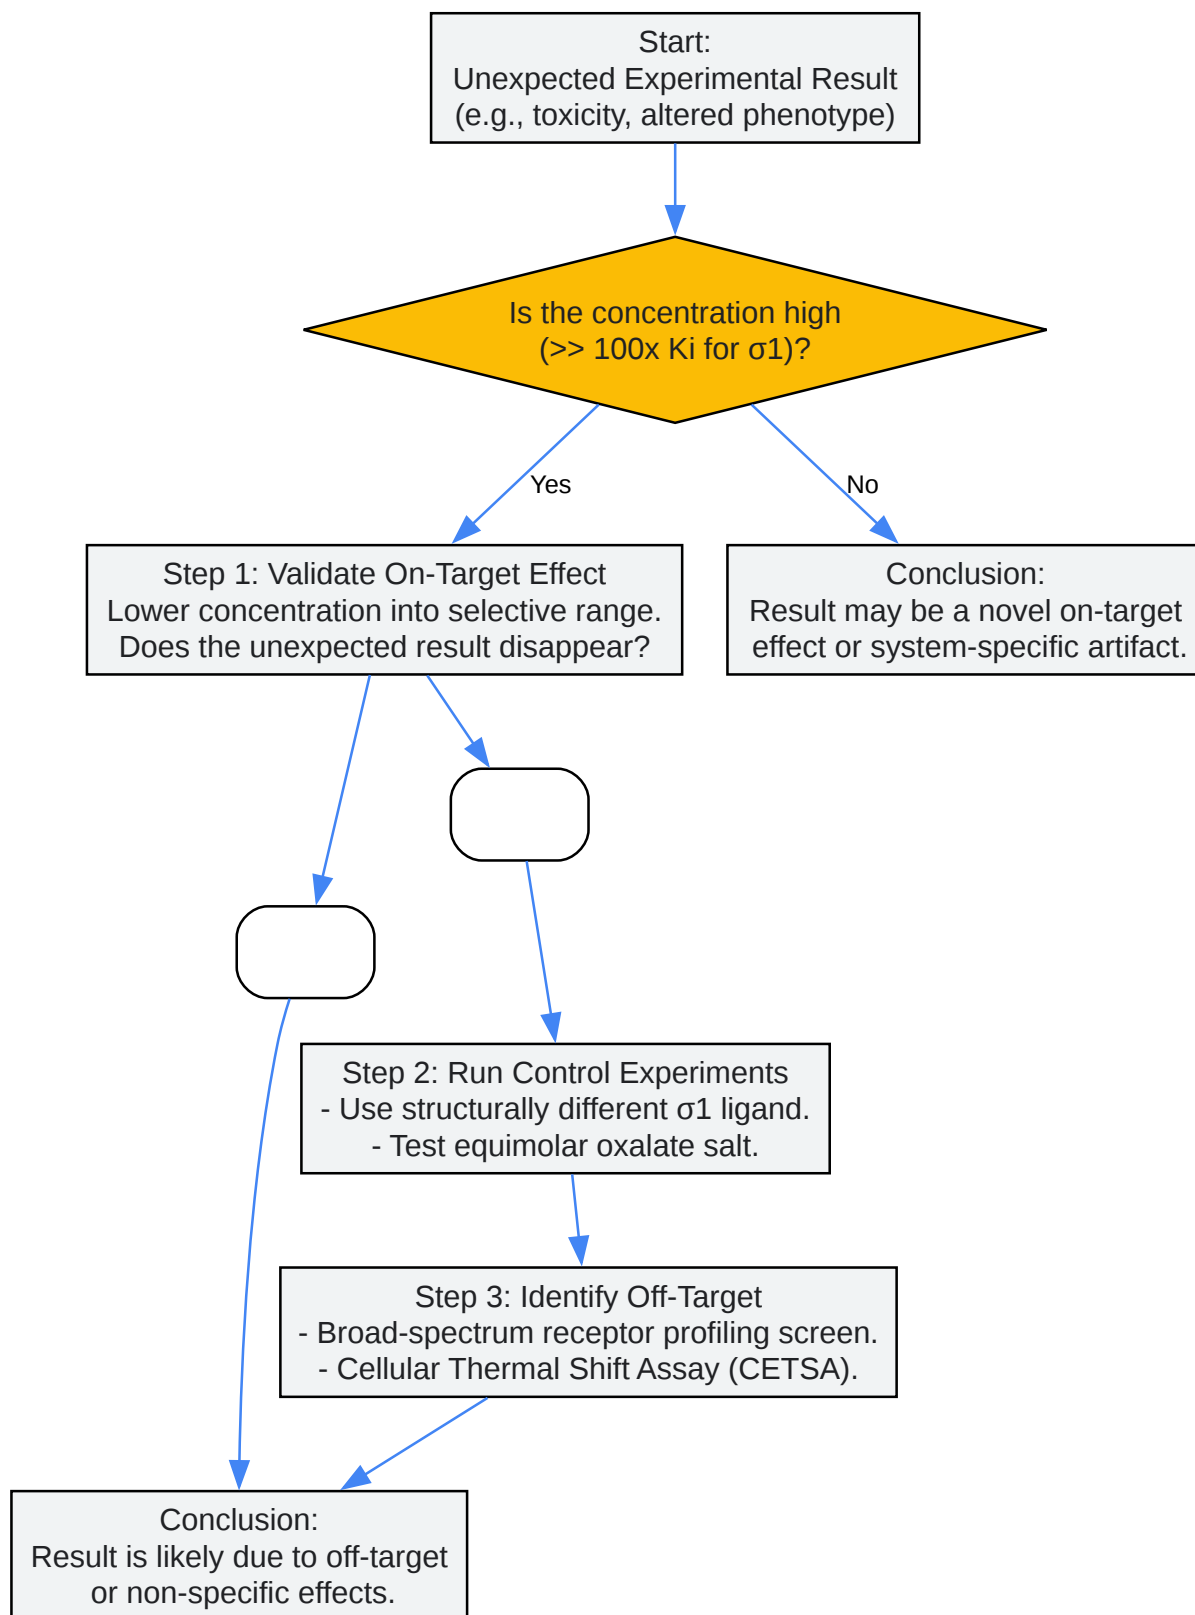 Start:
Unexpected Experimental Result
(e.g., toxicity, altered phenotype)
Is the concentration high
(>> 100x Ki for σ1)?
Yes
No
Step 1: Validate On-Target Effect
Lower concentration into selective range.
Does the unexpected result disappear?
Conclusion:
Result may be a novel on-target
effect or system-specific artifact.
Step 2: Run Control Experiments
- Use structurally different σ1 ligand.
- Test equimolar oxalate salt.
Step 3: Identify Off-Target
- Broad-spectrum receptor profiling screen.
- Cellular Thermal Shift Assay (CETSA).
Conclusion:
Result is likely due to off-target
or non-specific effects.